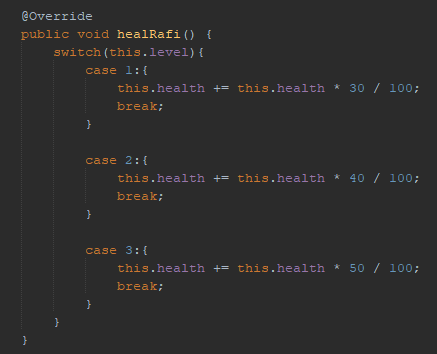 @Override
public void healRafi() {
    switch(this.level){
        case 1:{
            this.health += this.health * 30 / 100;
            break;
        }

        case 2:{
            this.health += this.health * 40 / 100;
            break;
        }

        case 3:{
            this.health += this.health * 50 / 100;
            break;
        }
    }
}